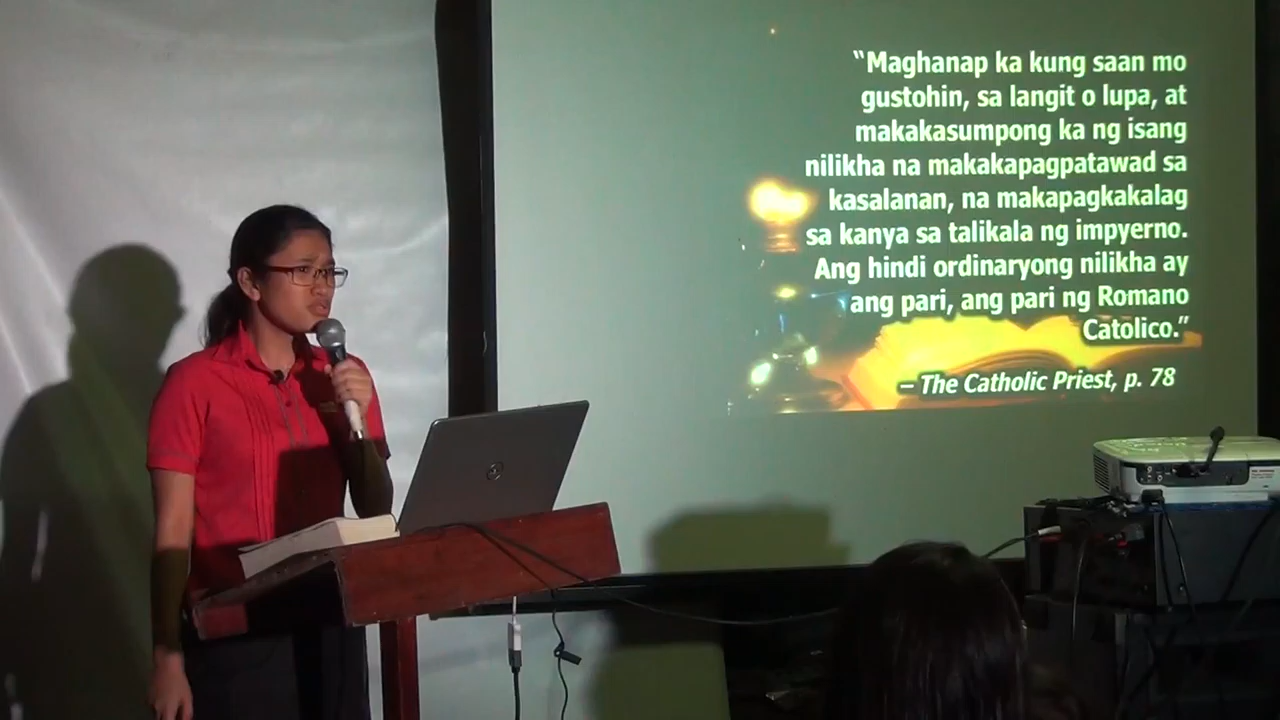 “Maghanap ka kung saan mo
gustohin, sa langit o lupa, at
makakasumpong ka ng isang
nilikha na makakapagpatawad sa
kasalanan, na makapagkakalag
sa kanya sa talikala ng impyerno.
Ang hindi ordinaryong nilikha ay
ang pari, ang pari ng Romano
Catolico.”
– The Catholic Priest, p. 78